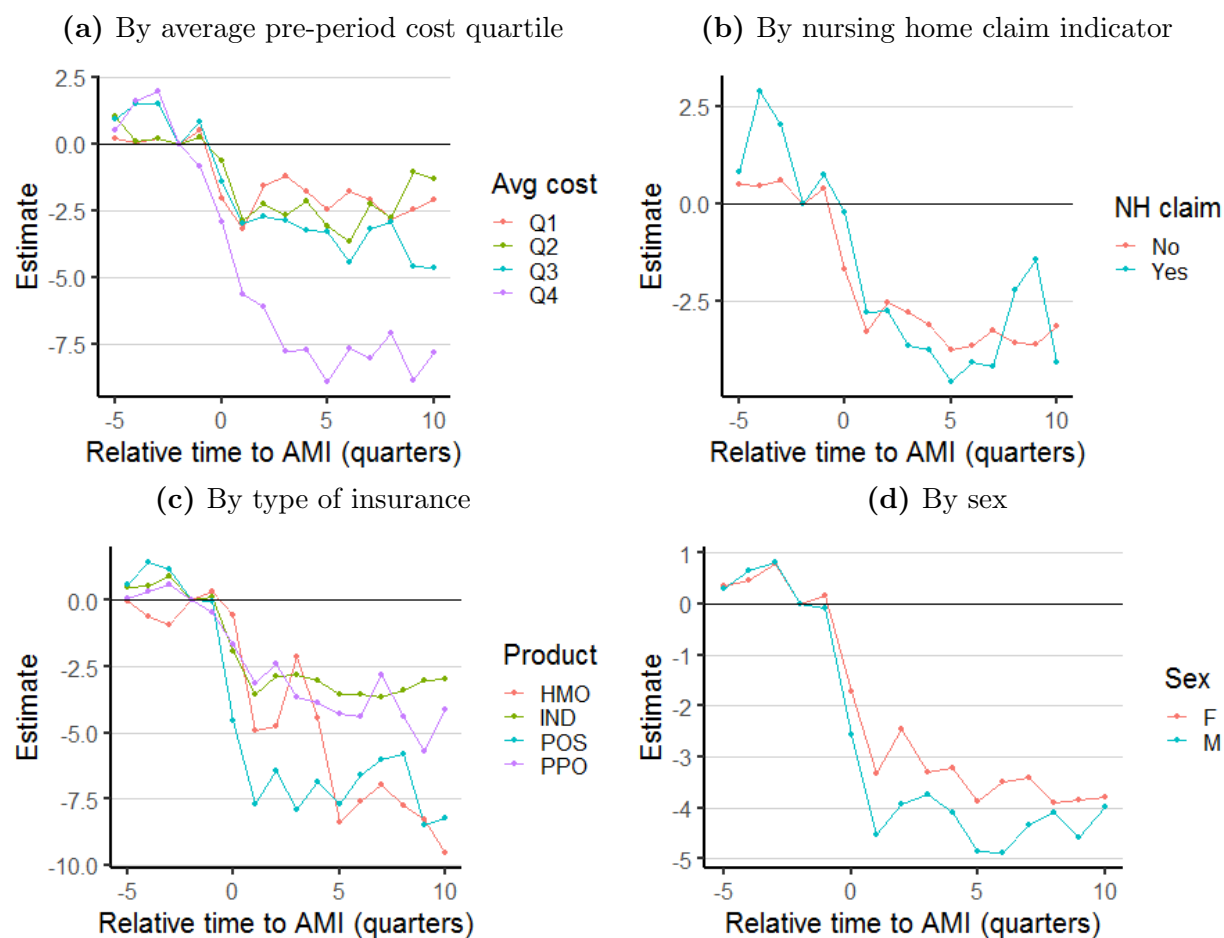 (a) By average pre-period cost quartile
2.5
0.0
-2.5
-5.0
-7.5
Estimate
-5 0 5 10
Relative time to AMI (quarters)
Avg cost
Q1
Q2
Q3
Q4
(b) By nursing home claim indicator
2.5
0.0
-2.5
Estimate
-5 0 5 10
Relative time to AMI (quarters)
NH claim
No
Yes
(c) By type of insurance
0.0
-2.5
-5.0
-7.5
-10.0
Estimate
-5 0 5 10
Relative time to AMI (quarters)
Product
HMO
IND
POS
PPO
(d) By sex
1
0
-1
-2
-3
-4
-5
Estimate
-5 0 5 10
Relative time to AMI (quarters)
Sex
F
M